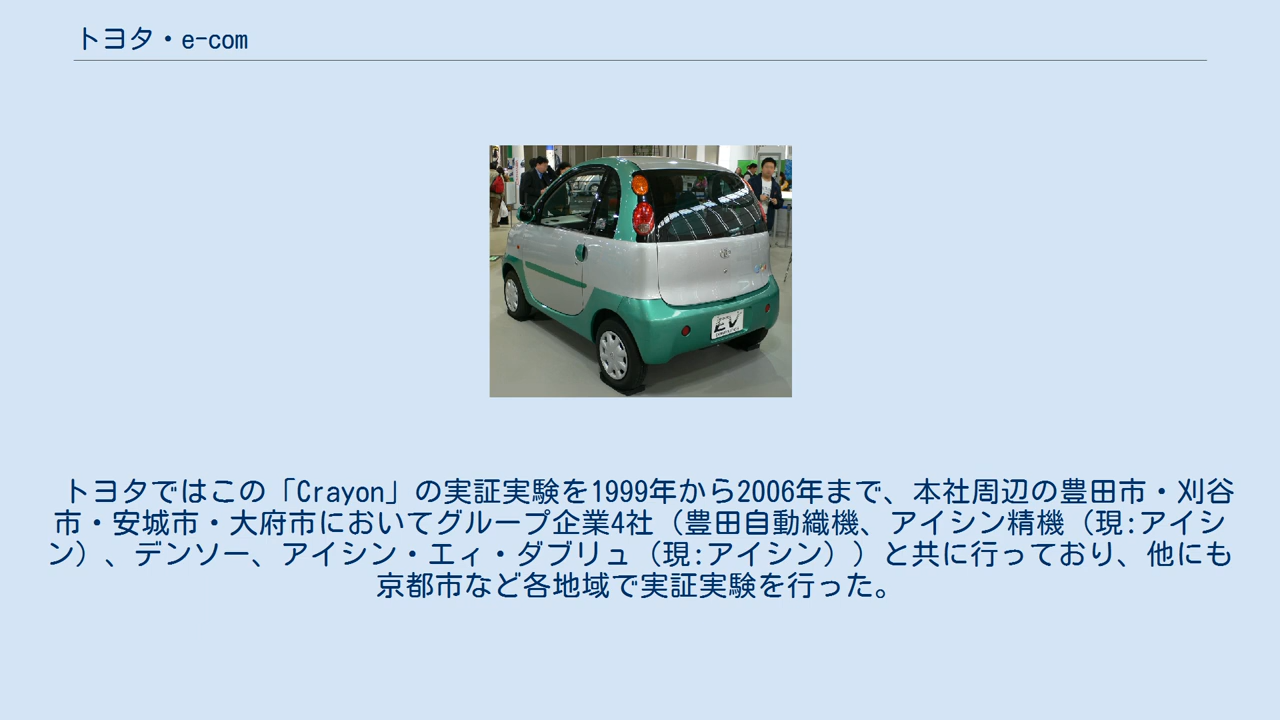 トヨタ・e-com
EV
トヨタではこの「Crayon」の実証実験を1999年から2006年まで、本社周辺の豊田市・刈谷
市・安城市・大府市においてグループ企業4社（豊田自動織機、アイシン精機（現:アイシ
ン）、デンソー、アイシン・エィ・ダブリュ（現:アイシン））と共に行っており、他にも
京都市など各地域で実証実験を行った。